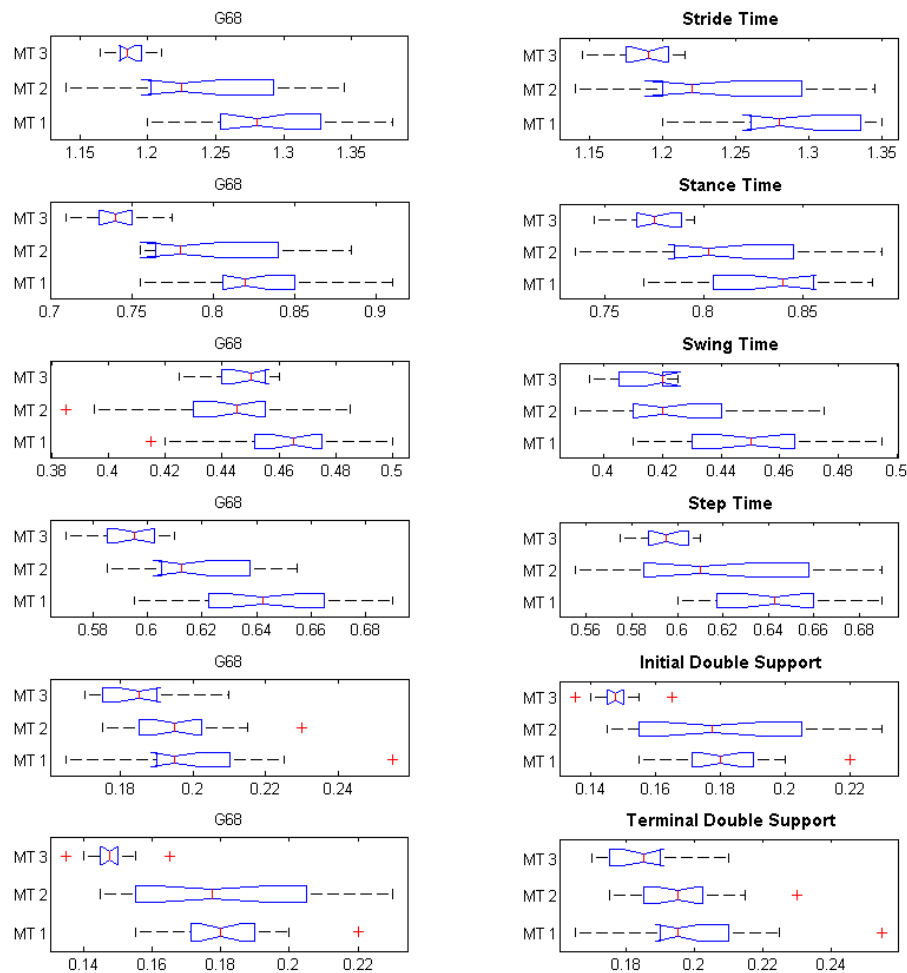 G68
MT 3
MT 2
MT 1
1.15 1.2 1.25 1.3 1.35
Stride Time
MT 3
MT 2
MT 1
1.15 1.2 1.25 1.3 1.35
G68
MT 3
MT 2
MT 1
0.7 0.75 0.8 0.85 0.9
Stance Time
MT 3
MT 2
MT 1
0.75 0.8 0.85
G68
MT 3
MT 2
MT 1
0.38 0.4 0.42 0.44 0.46 0.48 0.5
Swing Time
MT 3
MT 2
MT 1
0.4 0.42 0.44 0.46 0.48 0.5
G68
MT 3
MT 2
MT 1
0.58 0.6 0.62 0.64 0.66 0.68
Step Time
MT 3
MT 2
MT 1
0.56 0.58 0.6 0.62 0.64 0.66 0.68
G68
MT 3
MT 2
MT 1
0.18 0.2 0.22 0.24
Initial Double Support
MT 3
MT 2
MT 1
0.14 0.16 0.18 0.2 0.22
G68
MT 3
MT 2
MT 1
0.14 0.16 0.18 0.2 0.22
Terminal Double Support
MT 3
MT 2
MT 1
0.18 0.2 0.22 0.24